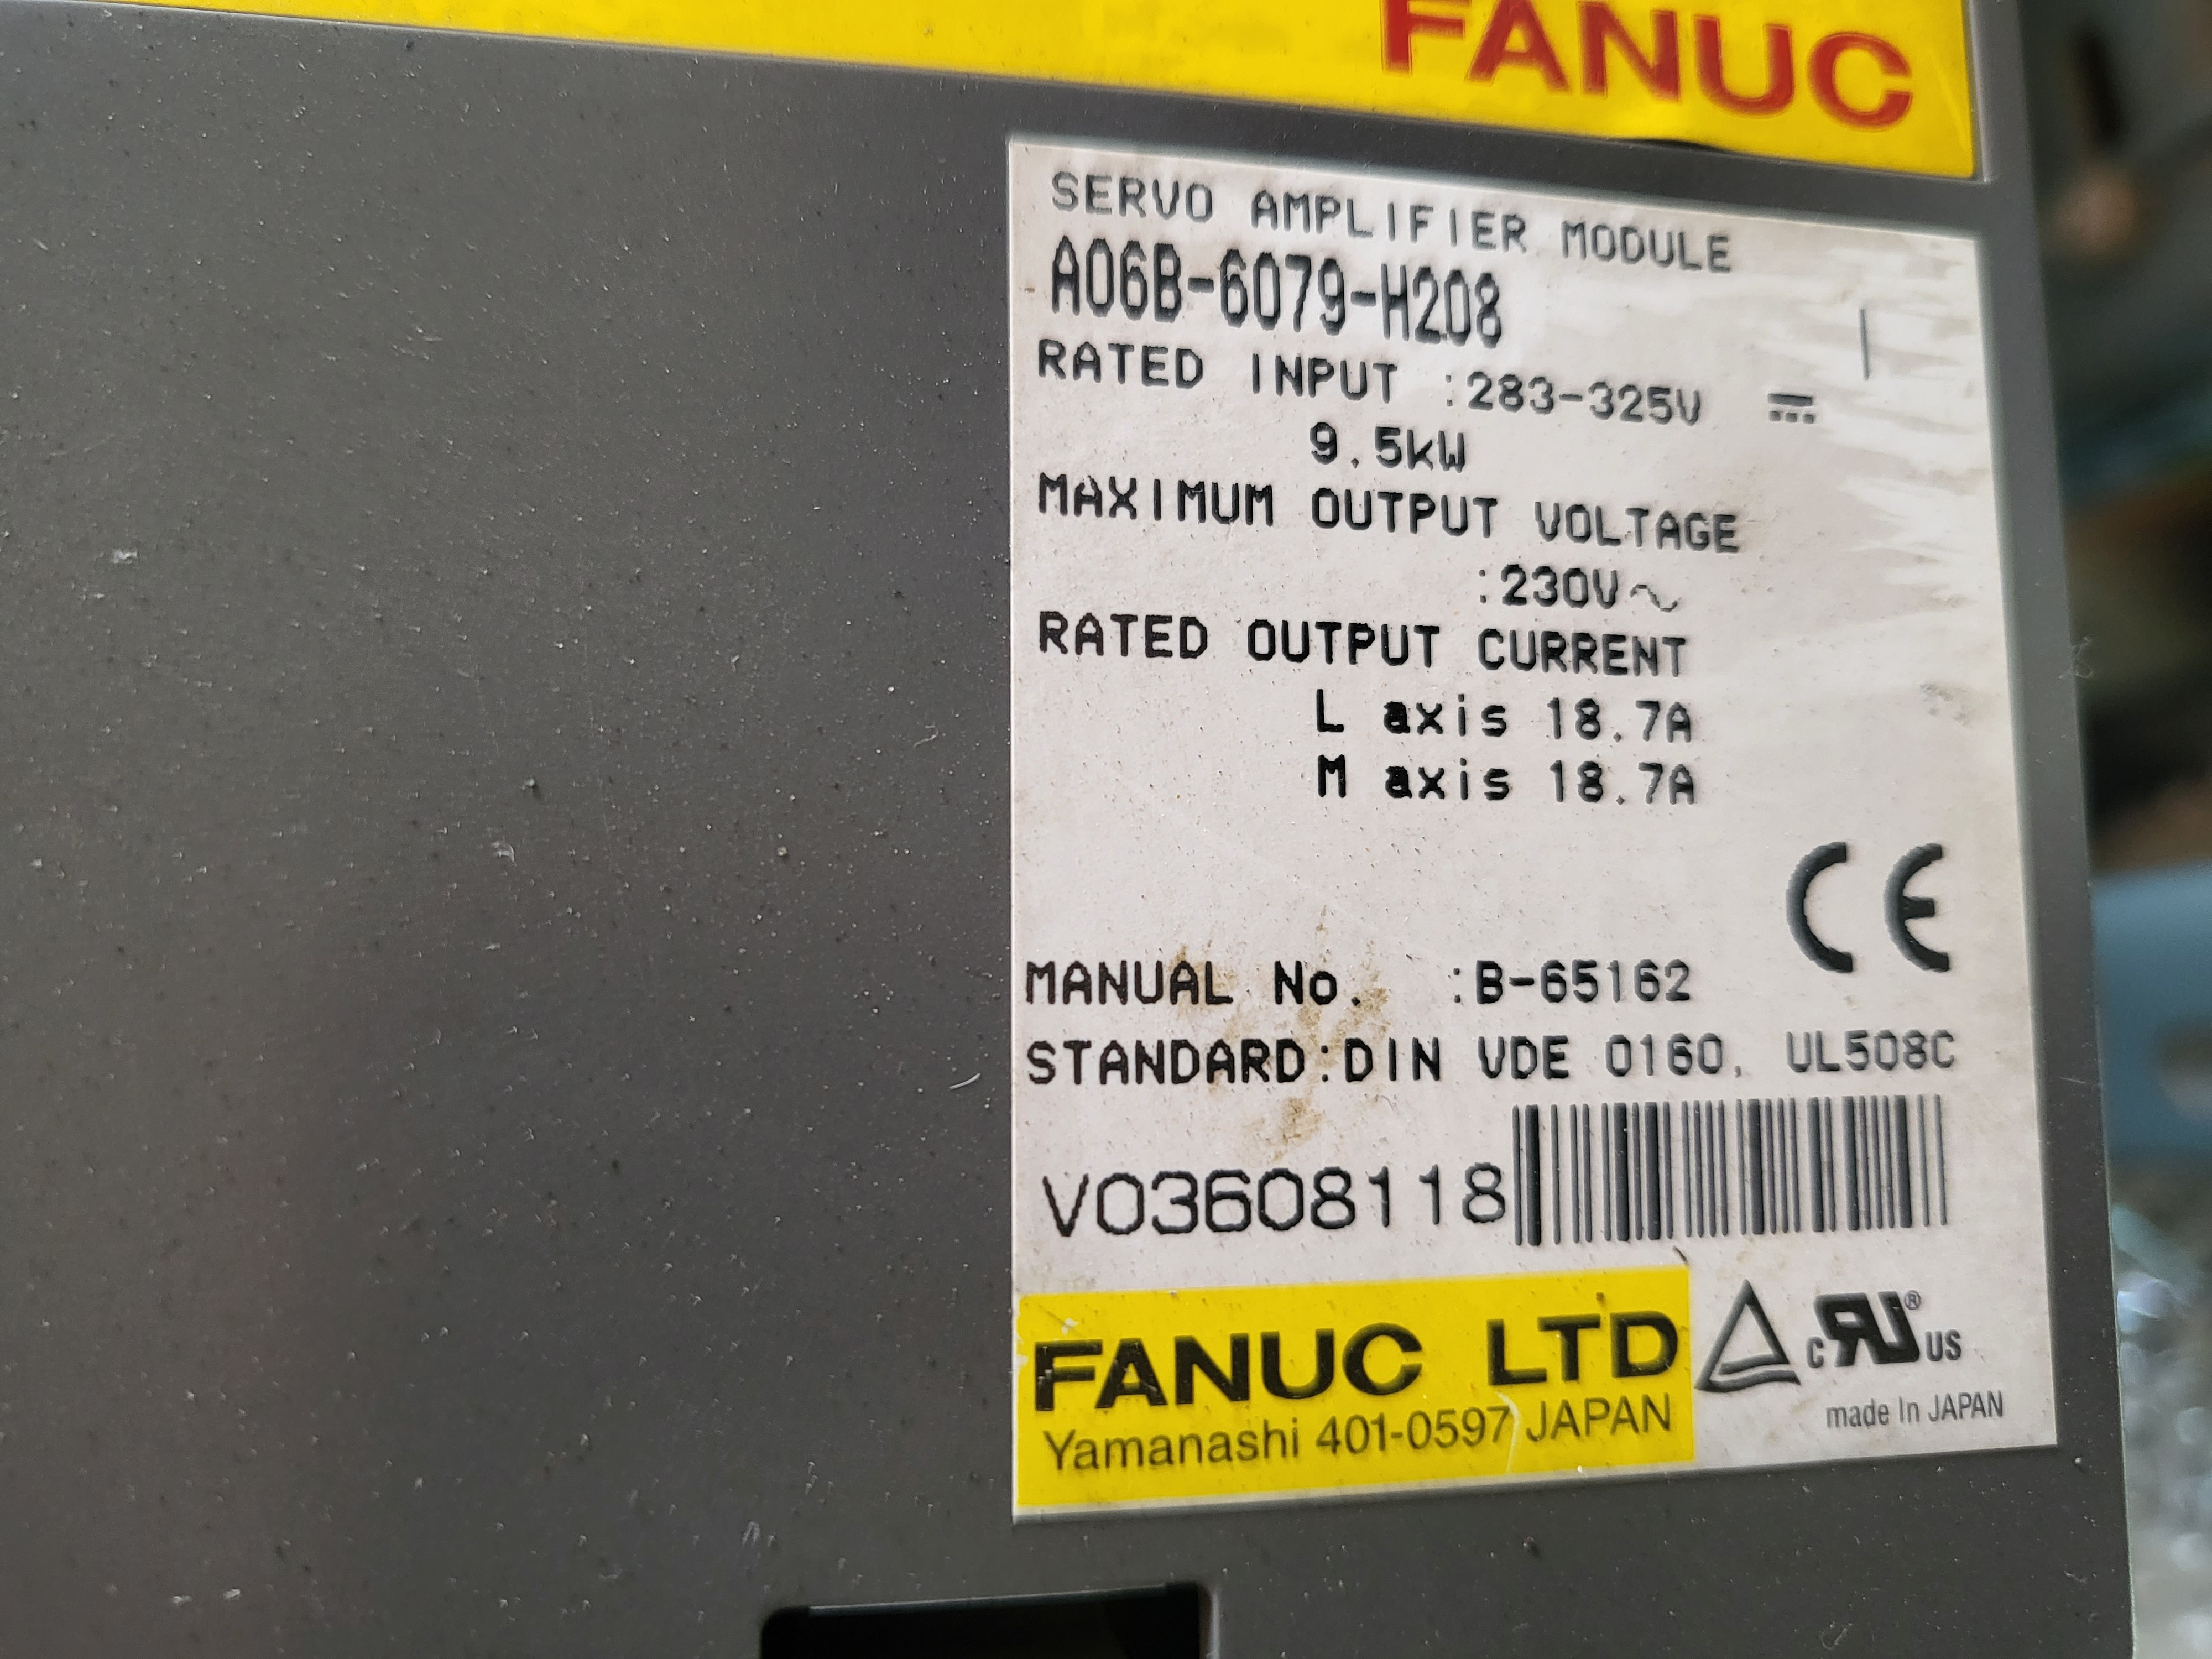 FANUC
SERVO AMPLIFIER MODULE
A06B-6079-H208
RATED INPUT :283-325V ⎓
9.5kW
MAXIMUM OUTPUT VOLTAGE
:230V～
RATED OUTPUT CURRENT
L axis 18.7A
M axis 18.7A
CE
MANUAL No. :B-65162
STANDARD:DIN VDE 0160, UL508C
V03608118
FANUC LTD
Yamanashi 401-0597 JAPAN
c RU ® US
made In JAPAN